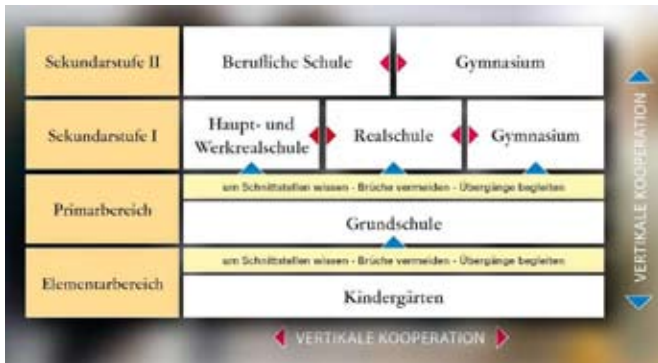 Sekundarstufe II
Berufliche Schule
Gymnasium
Sekundarstufe I
Haupt- und
Werkrealschule
Realschule
Gymnasium
Primarbereich
um Schnittstellen wissen - Brüche vermeiden - Übergänge begleiten
Grundschule
Elementarbereich
um Schnittstellen wissen - Brüche vermeiden - Übergänge begleiten
Kindergärten
VERTIKALE KOOPERATION
VERTIKALE KOOPERATION